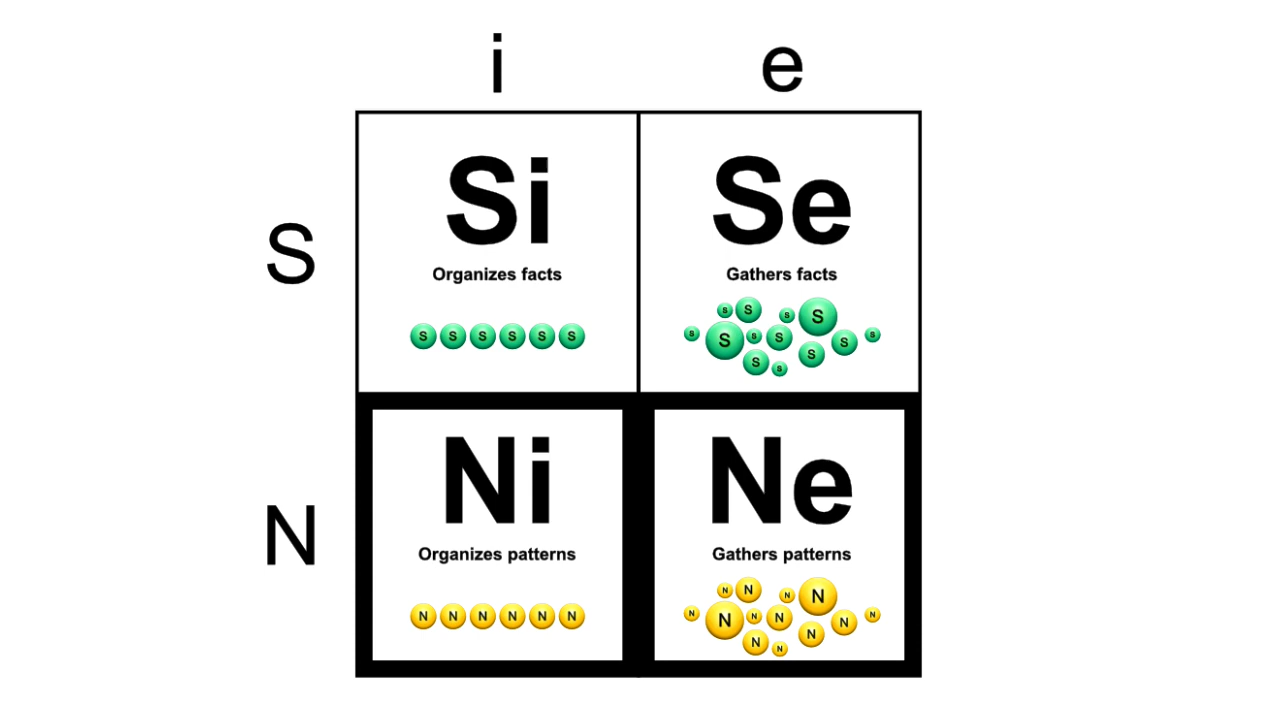 i e
S
Si Se
Organizes facts Gathers facts
S S S S S S
S S S S S S S S S S S S S
N
Ni Ne
Organizes patterns Gathers patterns
N N N N N N
N N N N N N N N N N N N N